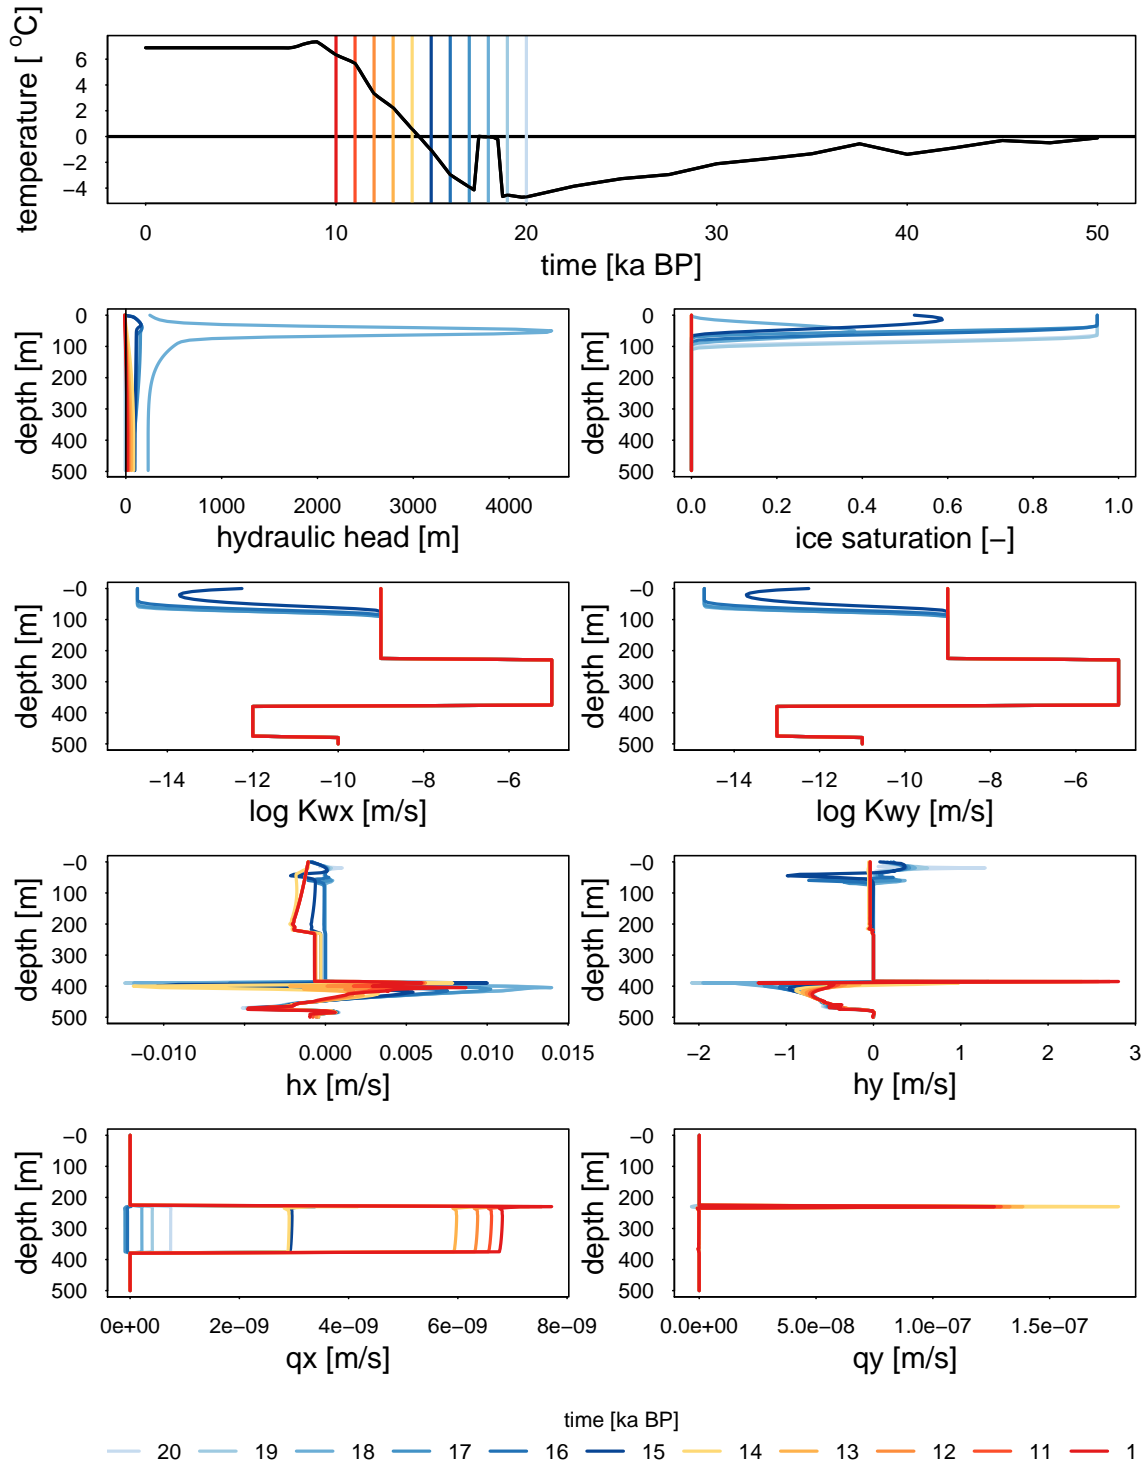 temperature [ °C]
6
4
2
0
−2
−4
0 10 20 30 40 50
time [ka BP]
depth [m]
0
100
200
300
400
500
0 1000 2000 3000 4000
hydraulic head [m]
depth [m]
0
100
200
300
400
500
0.0 0.2 0.4 0.6 0.8 1.0
ice saturation [−]
depth [m]
−0
100
200
300
400
500
−14 −12 −10 −8 −6
log Kwx [m/s]
depth [m]
−0
100
200
300
400
500
−14 −12 −10 −8 −6
log Kwy [m/s]
depth [m]
−0
100
200
300
400
500
−0.010 0.000 0.005 0.010 0.015
hx [m/s]
depth [m]
−0
100
200
300
400
500
−2 −1 0 1 2 3
hy [m/s]
depth [m]
−0
100
200
300
400
500
0e+00 2e−09 4e−09 6e−09 8e−09
qx [m/s]
depth [m]
−0
100
200
300
400
500
0.0e+00 5.0e−08 1.0e−07 1.5e−07
qy [m/s]
time [ka BP]
20 19 18 17 16 15 14 13 12 11 1